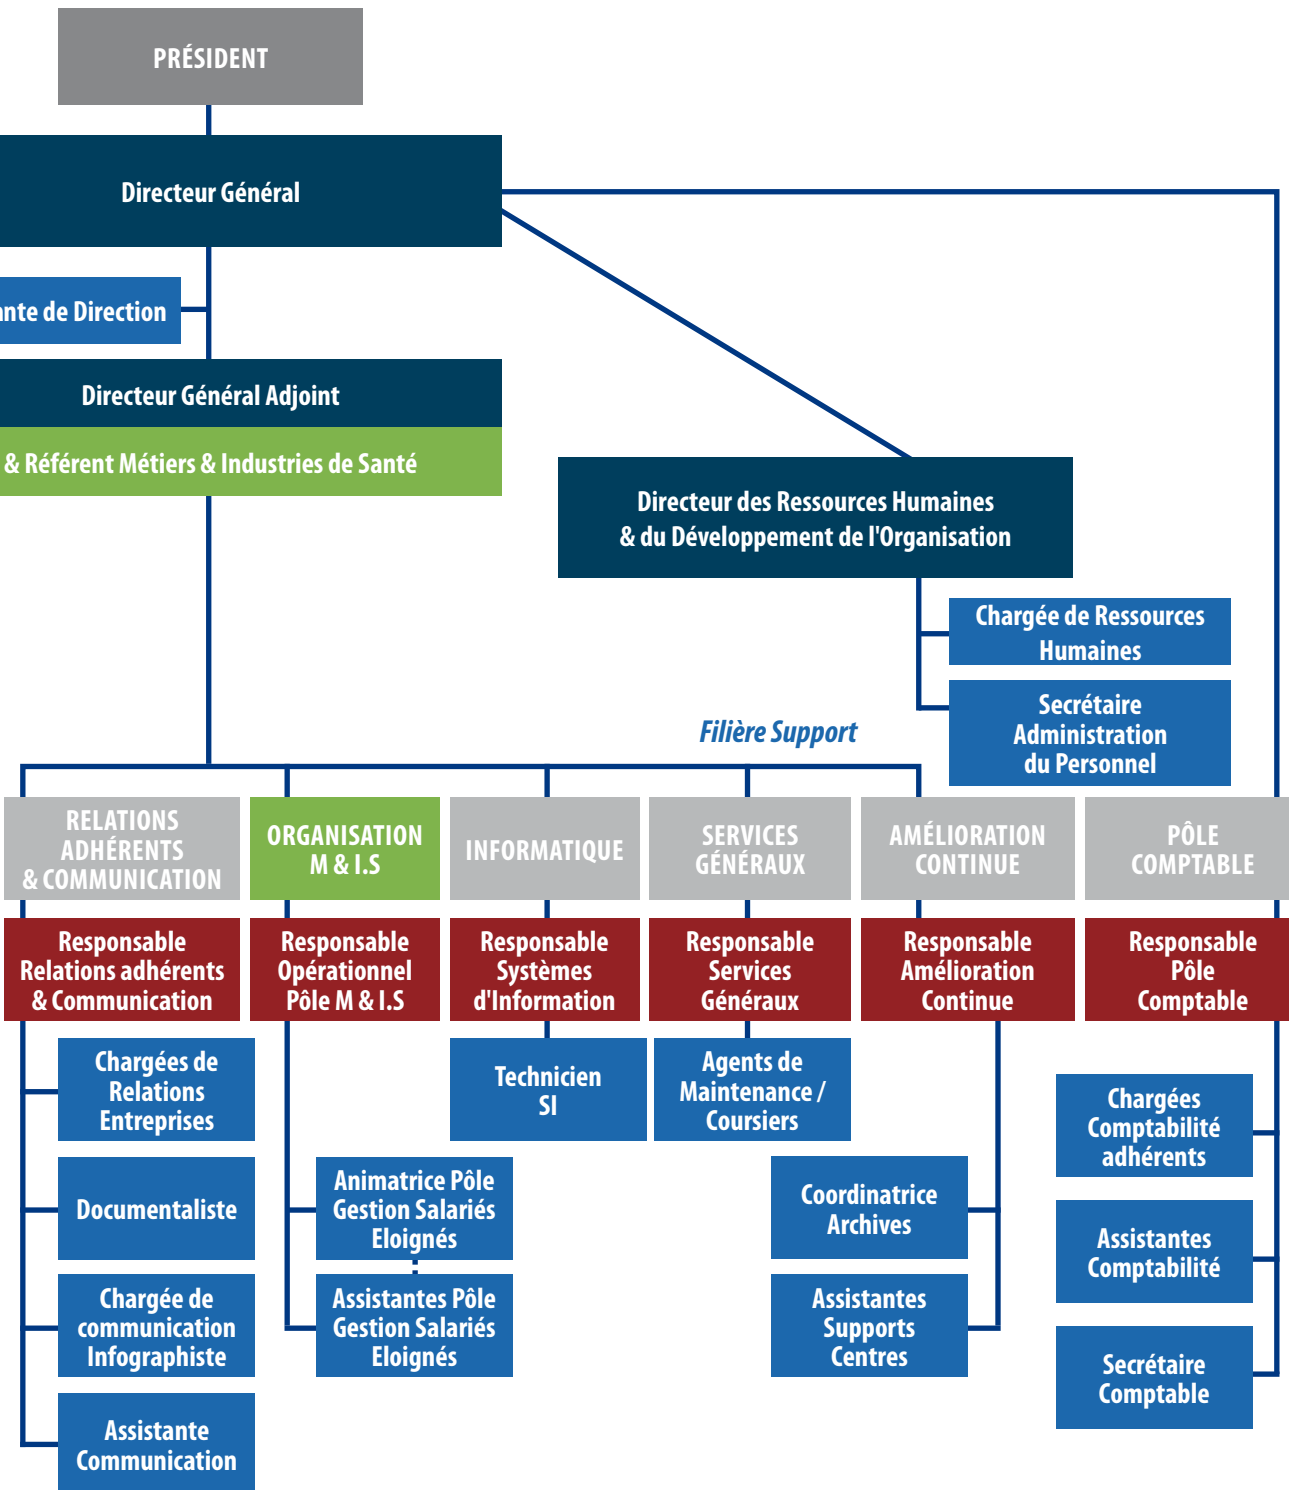 PRÉSIDENT
Directeur Général
de Direction
Directeur Général Adjoint
& Référent Métiers & Industries de Santé
Directeur des Ressources Humaines
& du Développement de l'Organisation
Chargée de Ressources
Humaines
Secrétaire
Administration
du Personnel
Filière Support
RELATIONS
ADHÉRENTS
& COMMUNICATION
ORGANISATION
M & I.S
INFORMATIQUE
SERVICES
GÉNÉRAUX
AMÉLIORATION
CONTINUE
PÔLE
COMPTABLE
Responsable
Relations adhérents
& Communication
Responsable
Opérationnel
Pôle M & I.S
Responsable
Systèmes
d'Information
Responsable
Services
Généraux
Responsable
Amélioration
Continue
Responsable
Pôle
Comptable
Chargées de
Relations
Entreprises
Documentaliste
Chargée de
communication
Infographiste
Assistante
Communication
Animatrice Pôle
Gestion Salariés
Eloignés
Assistantes Pôle
Gestion Salariés
Eloignés
Technicien
SI
Agents de
Maintenance /
Coursiers
Coordinatrice
Archives
Assistantes
Supports
Centres
Chargées
Comptabilité
adhérents
Assistantes
Comptabilité
Secrétaire
Comptable